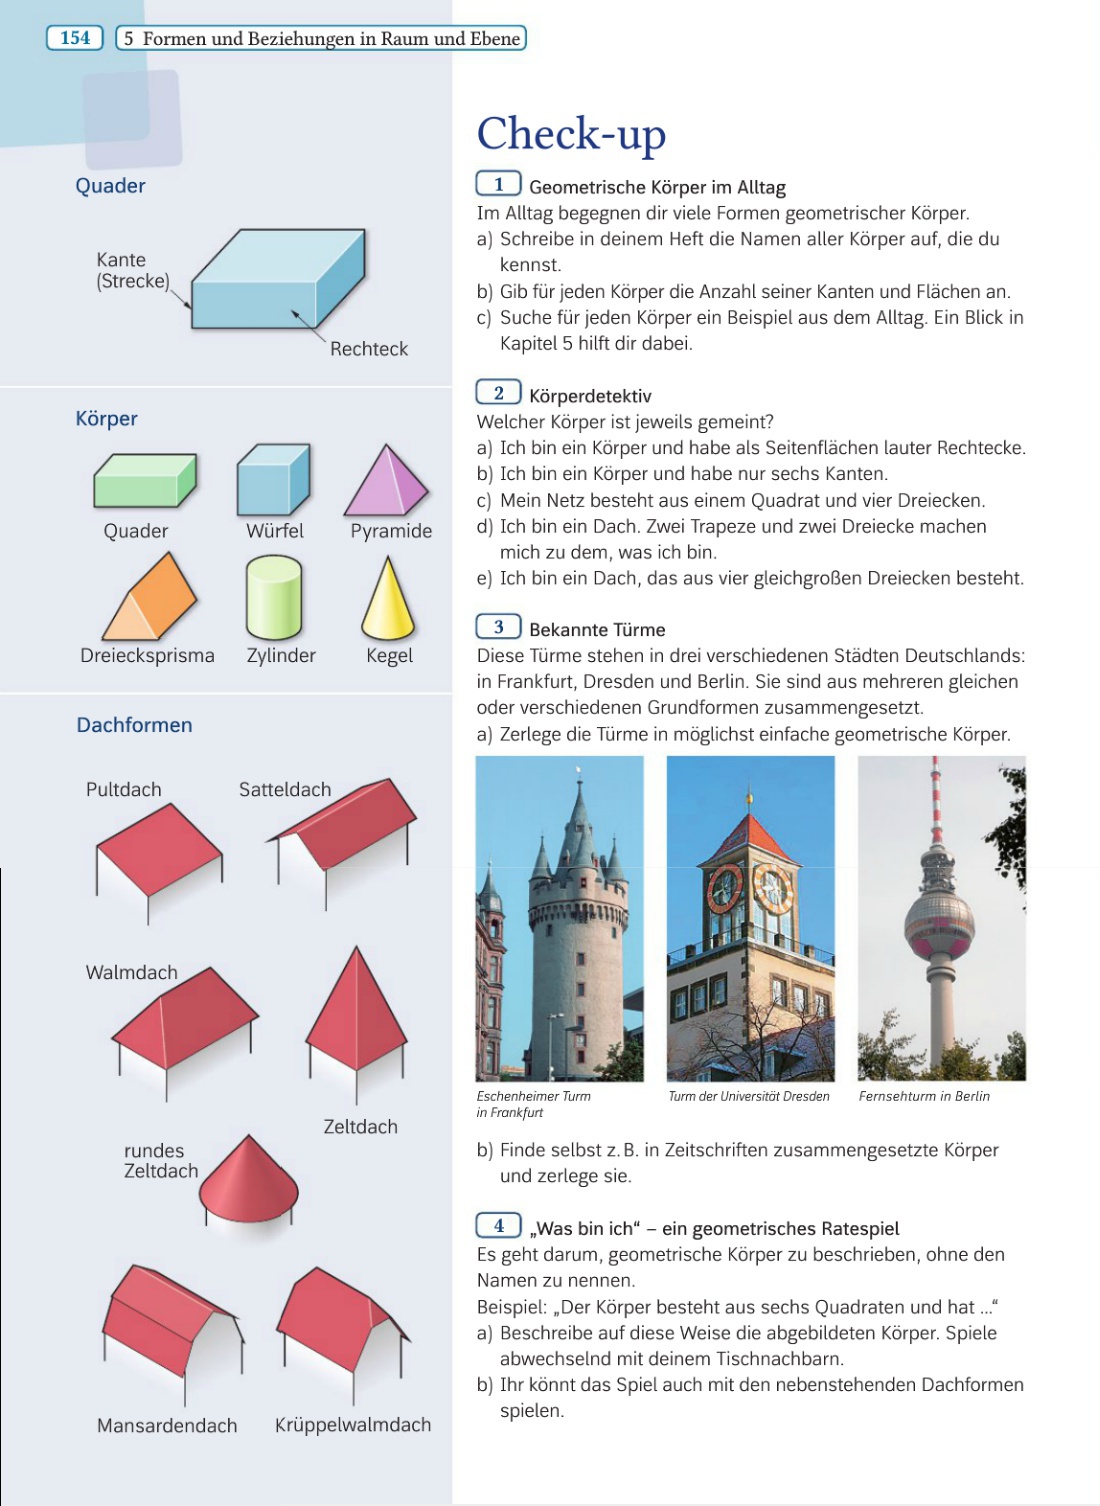 154
5 Formen und Beziehungen in Raum und Ebene
Quader
Kante
(Strecke)
Rechteck
Körper
Quader
Würfel
Pyramide
Dreiecksprisma
Zylinder
Kegel
Dachformen
Pultdach
Satteldach
Walmdach
Zeltdach
rundes
Zeltdach
Mansardendach
Krüppelwalmdach
Check-up
1 Geometrische Körper im Alltag
Im Alltag begegnen dir viele Formen geometrischer Körper.
a) Schreibe in deinem Heft die Namen aller Körper auf, die du
kennst.
b) Gib für jeden Körper die Anzahl seiner Kanten und Flächen an.
c) Suche für jeden Körper ein Beispiel aus dem Alltag. Ein Blick in
Kapitel 5 hilft dir dabei.
2 Körperdetektiv
Welcher Körper ist jeweils gemeint?
a) Ich bin ein Körper und habe als Seitenflächen lauter Rechtecke.
b) Ich bin ein Körper und habe nur sechs Kanten.
c) Mein Netz besteht aus einem Quadrat und vier Dreiecken.
d) Ich bin ein Dach. Zwei Trapeze und zwei Dreiecke machen
mich zu dem, was ich bin.
e) Ich bin ein Dach, das aus vier gleichgroßen Dreiecken besteht.
3 Bekannte Türme
Diese Türme stehen in drei verschiedenen Städten Deutschlands:
in Frankfurt, Dresden und Berlin. Sie sind aus mehreren gleichen
oder verschiedenen Grundformen zusammengesetzt.
a) Zerlege die Türme in möglichst einfache geometrische Körper.
Eschenheimer Turm
in Frankfurt
Turm der Universität Dresden
Fernsehturm in Berlin
b) Finde selbst z. B. in Zeitschriften zusammengesetzte Körper
und zerlege sie.
4 „Was bin ich“ – ein geometrisches Ratespiel
Es geht darum, geometrische Körper zu beschrieben, ohne den
Namen zu nennen.
Beispiel: „Der Körper besteht aus sechs Quadraten und hat …“
a) Beschreibe auf diese Weise die abgebildeten Körper. Spiele
abwechselnd mit deinem Tischnachbarn.
b) Ihr könnt das Spiel auch mit den nebenstehenden Dachformen
spielen.